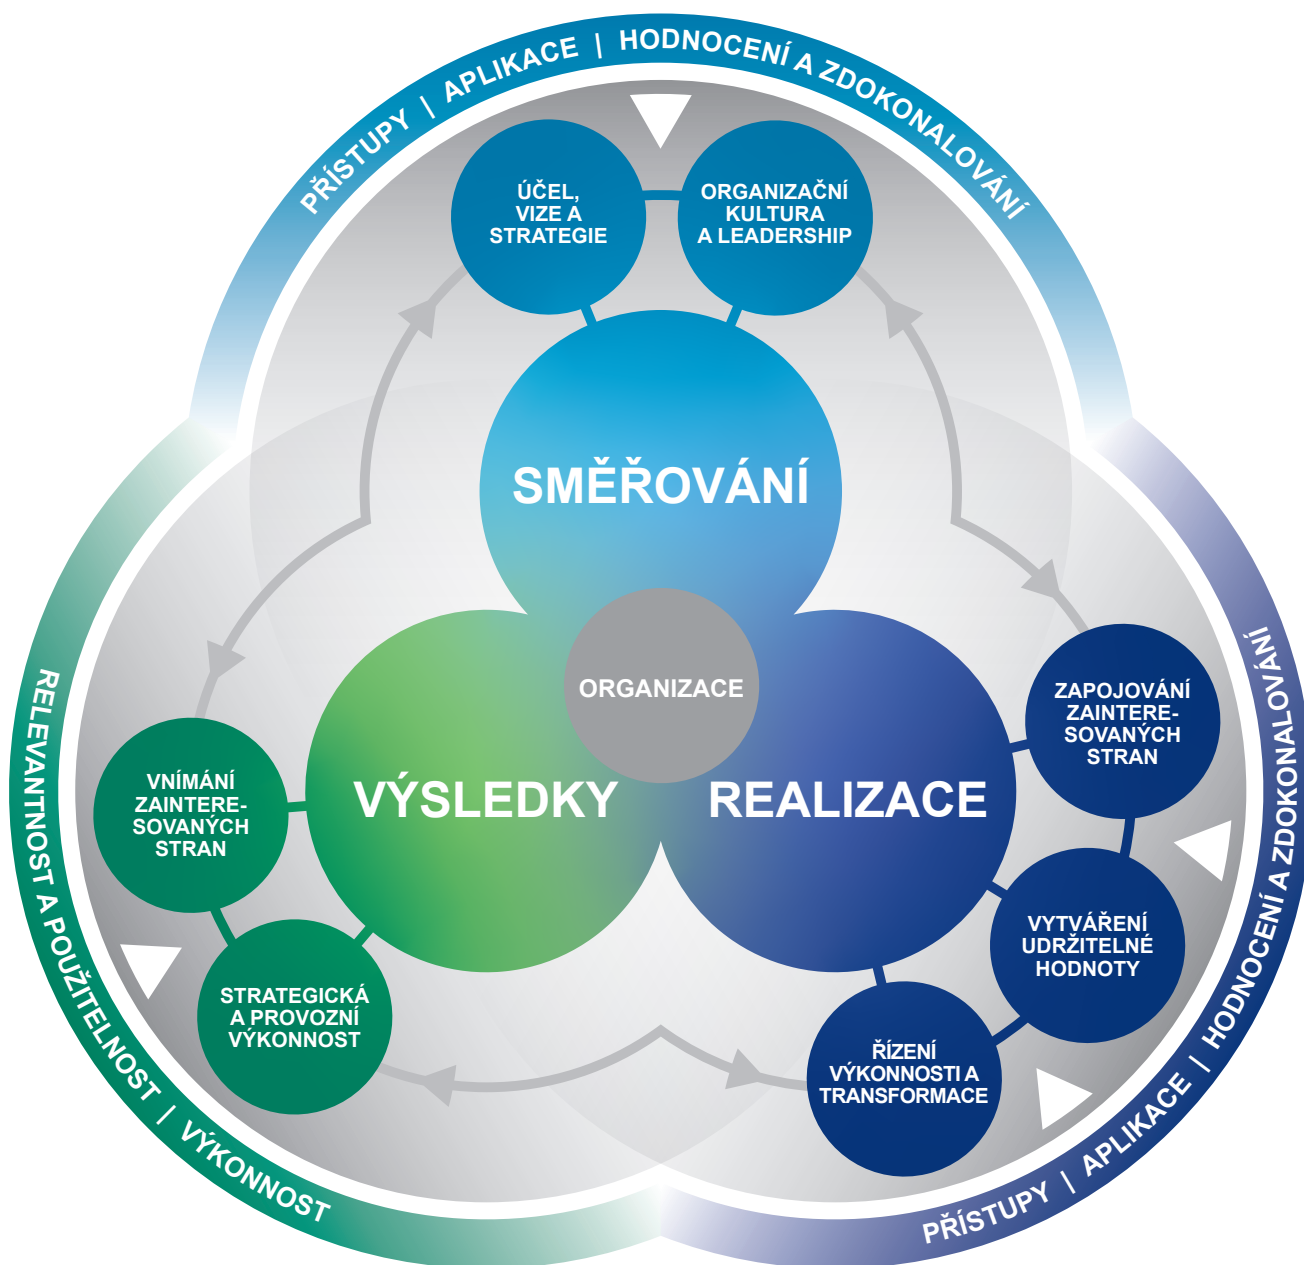 PŘÍSTUPY | APLIKACE | HODNOCENÍ A ZDOKONALOVÁNÍ
ÚČEL,
VIZE A
STRATEGIE
ORGANIZAČNÍ
KULTURA
A LEADERSHIP
SMĚŘOVÁNÍ
ORGANIZACE
VÝSLEDKY
REALIZACE
ZAPOJOVÁNÍ
ZAINTERE-
SOVANÝCH
STRAN
VYTVÁŘENÍ
UDRŽITELNÉ
HODNOTY
ŘÍZENÍ
VÝKONNOSTI A
TRANSFORMACE
VNÍMÁNÍ
ZAINTERE-
SOVANÝCH
STRAN
STRATEGICKÁ
A PROVOZNÍ
VÝKONNOST
RELEVANTNOST A POUŽITELNOST | VÝKONNOST
PŘÍSTUPY | APLIKACE | HODNOCENÍ A ZDOKONALOVÁNÍ